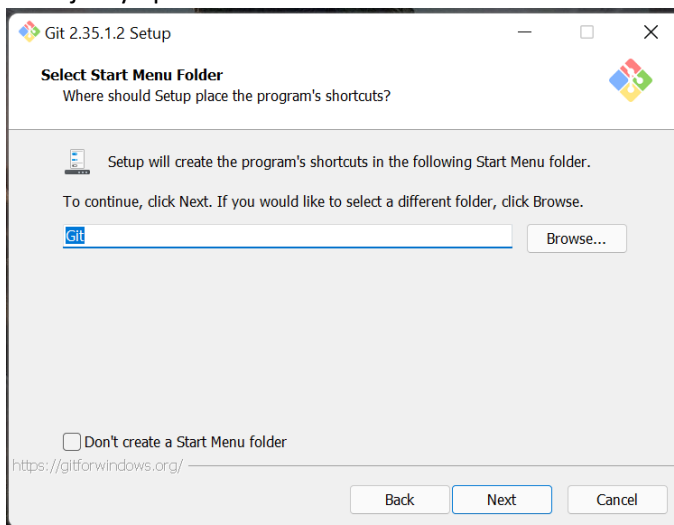 Git 2.35.1.2 Setup
Select Start Menu Folder
Where should Setup place the program's shortcuts?
Setup will create the program's shortcuts in the following Start Menu folder.
To continue, click Next. If you would like to select a different folder, click Browse.
Git
Browse...
Don't create a Start Menu folder
https://gitforwindows.org/
Back Next Cancel